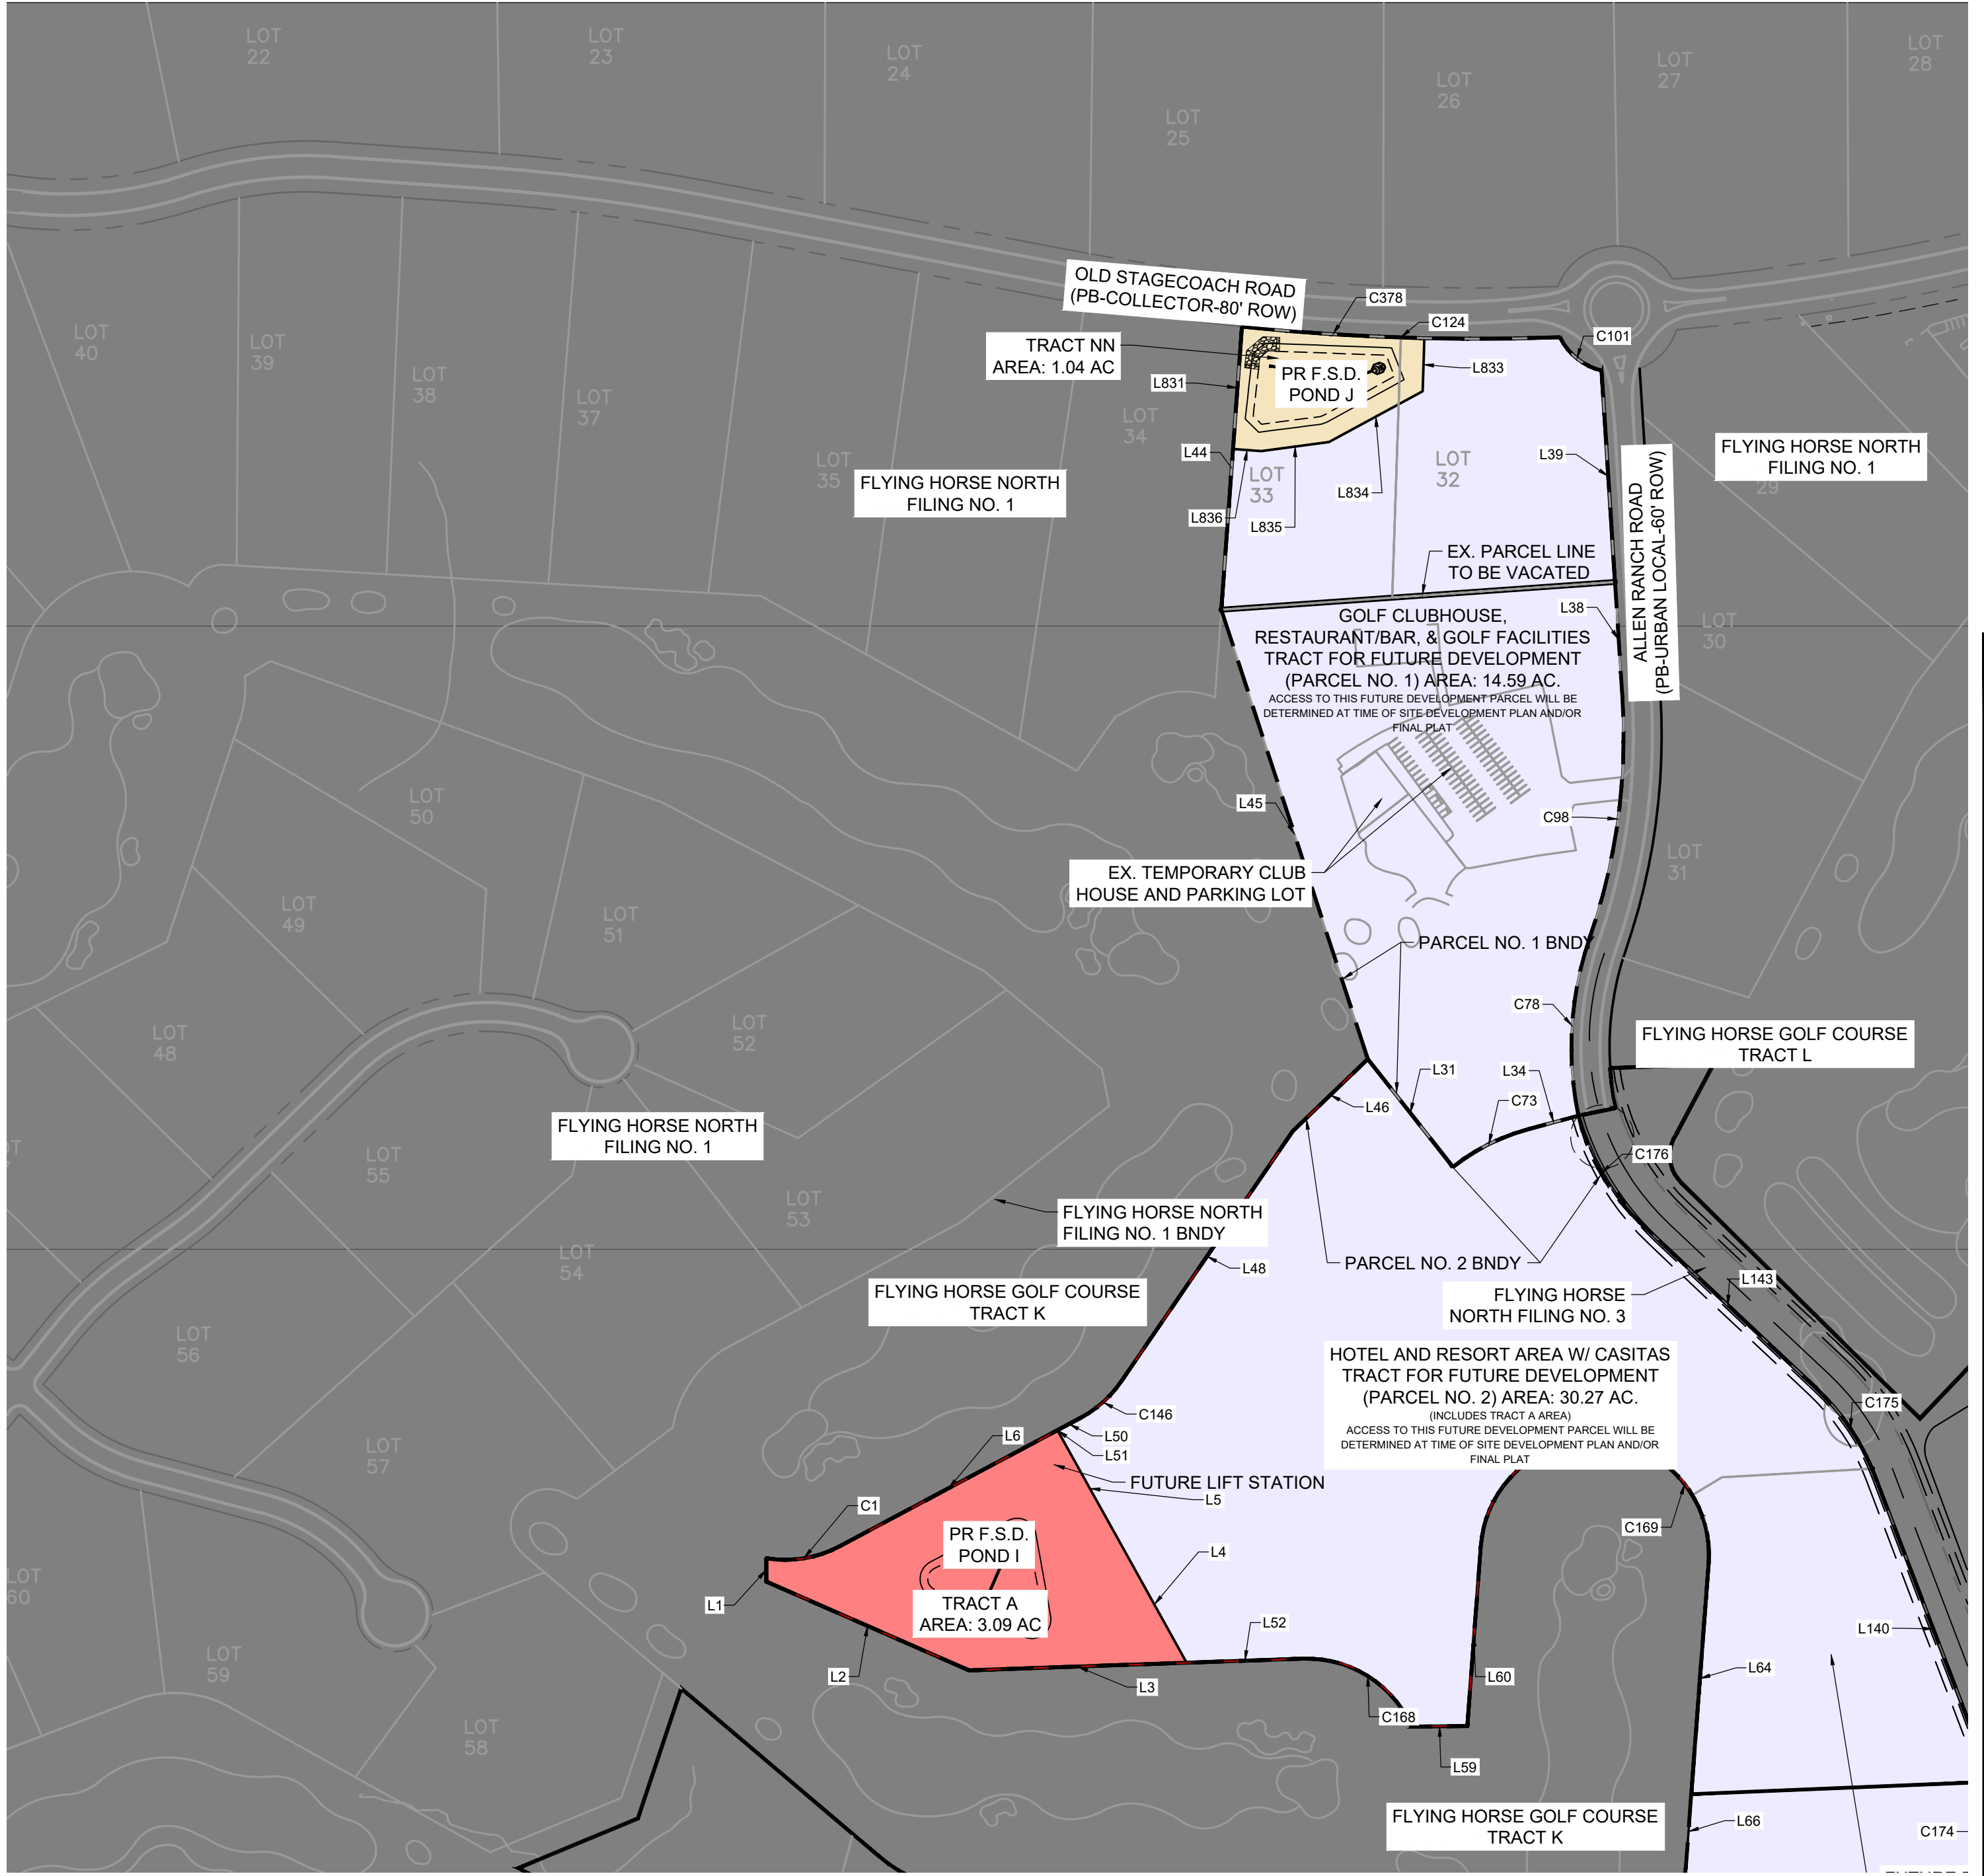 LOT
22
LOT
23
LOT
24
LOT
25
LOT
26
LOT
27
LOT
28
OLD STAGECOACH ROAD
(PB-COLLECTOR-80' ROW)
C378
C124
C101
TRACT NN
AREA: 1.04 AC
L831
PR F.S.D.
POND J
L833
LOT
40
LOT
39
LOT
38
LOT
37
LOT
34
LOT
35
FLYING HORSE NORTH
FILING NO. 1
L44
LOT
33
L836
L835
L834
LOT
32
L39
ALLEN RANCH ROAD
(PB-URBAN LOCAL-60' ROW)
FLYING HORSE NORTH
FILING NO. 1
29
EX. PARCEL LINE
TO BE VACATED
L38
LOT
30
GOLF CLUBHOUSE,
RESTAURANT/BAR, & GOLF FACILITIES
TRACT FOR FUTURE DEVELOPMENT
(PARCEL NO. 1) AREA: 14.59 AC.
ACCESS TO THIS FUTURE DEVELOPMENT PARCEL WILL BE
DETERMINED AT TIME OF SITE DEVELOPMENT PLAN AND/OR
FINAL PLAT
L45
C98
LOT
31
EX. TEMPORARY CLUB
HOUSE AND PARKING LOT
PARCEL NO. 1 BNDY
C78
FLYING HORSE GOLF COURSE
TRACT L
LOT
50
LOT
49
LOT
51
LOT
48
LOT
52
L31
L34
L46
C73
C176
FLYING HORSE NORTH
FILING NO. 1
LOT
55
LOT
53
LOT
54
FLYING HORSE NORTH
FILING NO. 1 BNDY
L48
PARCEL NO. 2 BNDY
L143
FLYING HORSE
NORTH FILING NO. 3
FLYING HORSE GOLF COURSE
TRACT K
LOT
56
HOTEL AND RESORT AREA W/ CASITAS
TRACT FOR FUTURE DEVELOPMENT
(PARCEL NO. 2) AREA: 30.27 AC.
(INCLUDES TRACT A AREA)
ACCESS TO THIS FUTURE DEVELOPMENT PARCEL WILL BE
DETERMINED AT TIME OF SITE DEVELOPMENT PLAN AND/OR
FINAL PLAT
C175
C146
L50
L51
L6
LOT
57
FUTURE LIFT STATION
L5
C1
PR F.S.D.
POND I
L4
C169
LOT
60
L1
TRACT A
AREA: 3.09 AC
L52
L140
LOT
59
L2
L3
L60
L64
C168
LOT
58
L59
FLYING HORSE GOLF COURSE
TRACT K
L66
C174